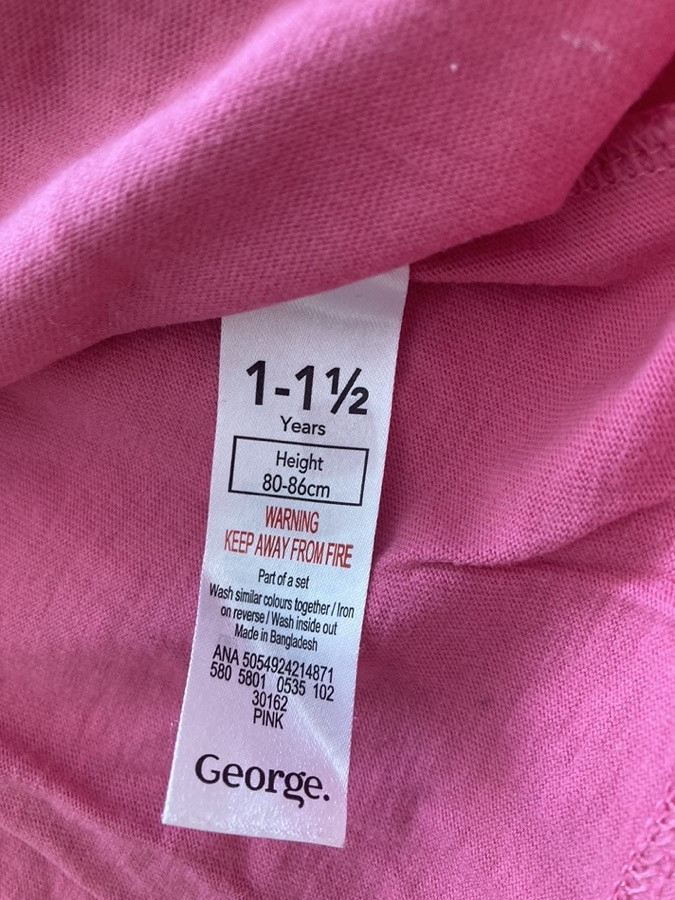 1-1½
Years
Height
80-86cm
WARNING
KEEP AWAY FROM FIRE
Part of a set
Wash similar colours together / Iron
on reverse / Wash inside out
Made in Bangladesh
ANA 5054924214871
580 5801 0535 102
30162
PINK
George.